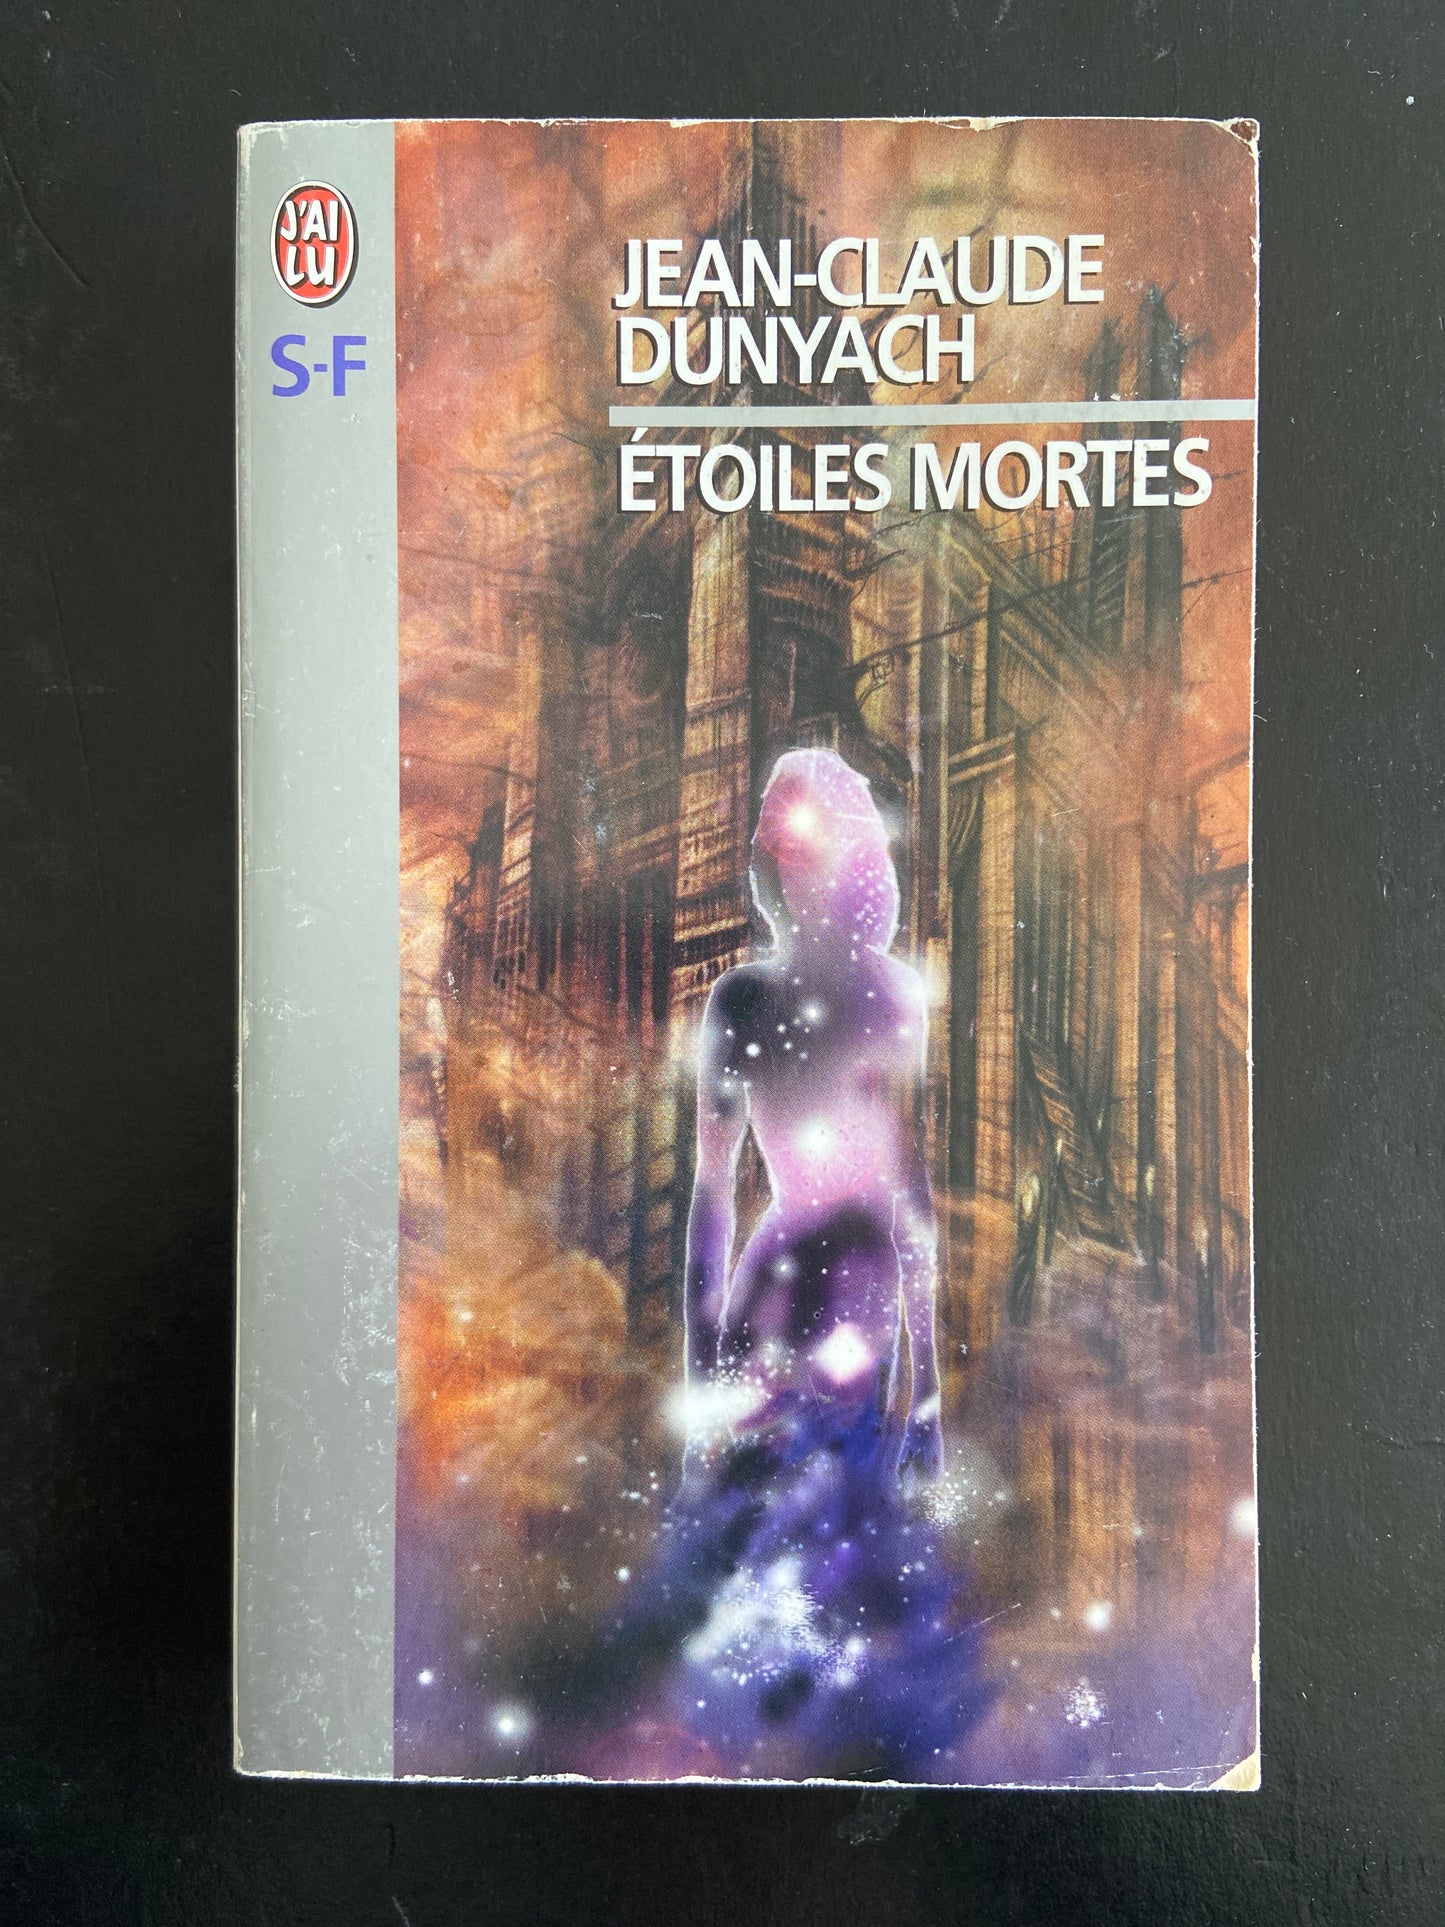 J'AI
LU
S-F
JEAN-CLAUDE
DUNYACH
ÉTOILES MORTES